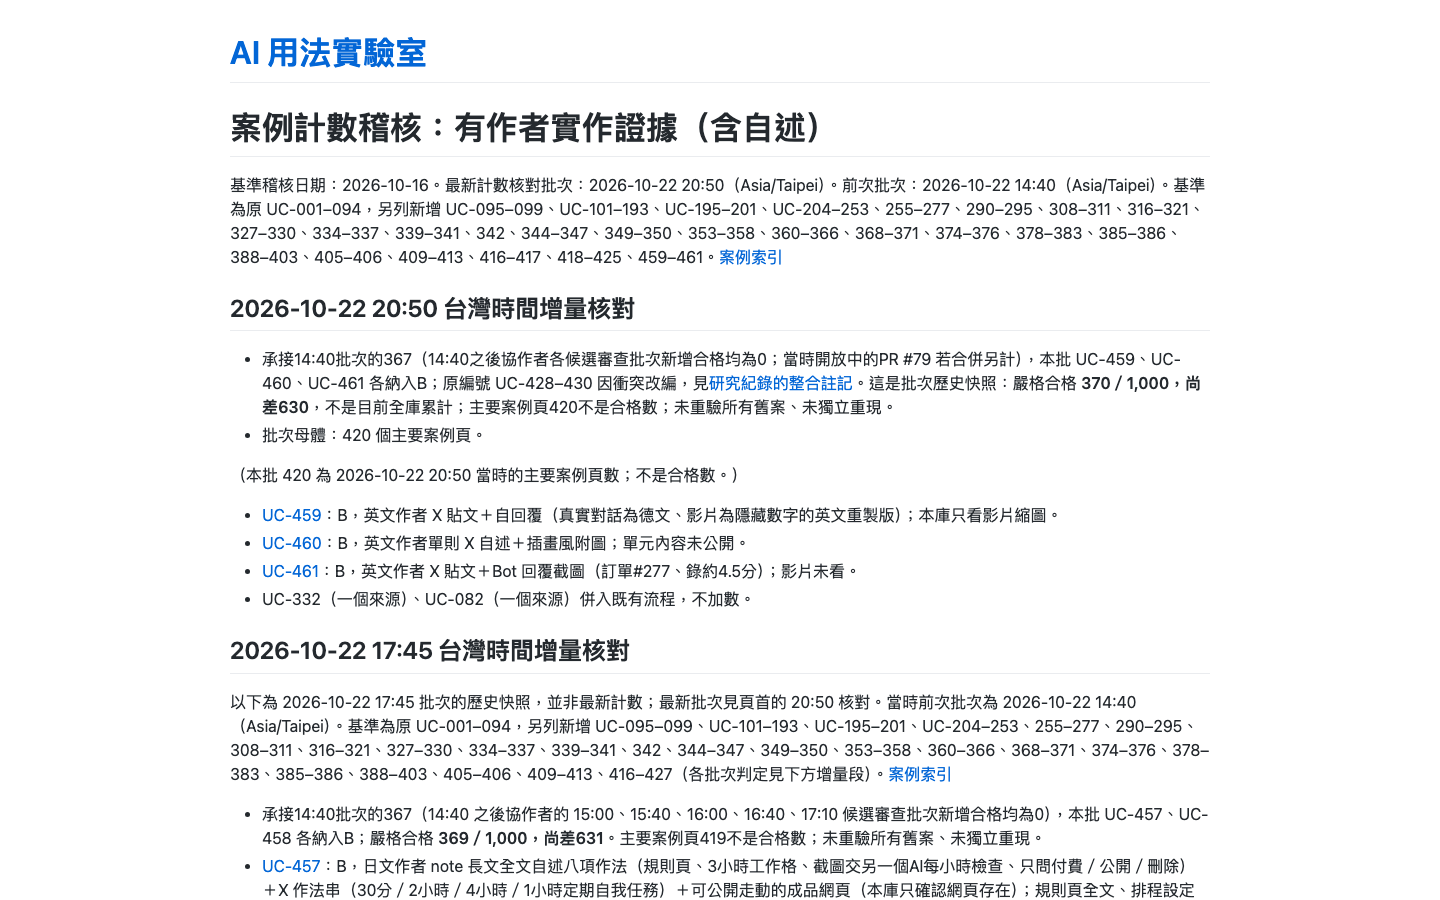 AI 用法實驗室
案例計數稽核：有作者實作證據（含自述）
基準稽核日期：2026-10-16。最新計數核對批次：2026-10-22 20:50（Asia/Taipei）。前次批次：2026-10-22 14:40（Asia/Taipei）。基準
為原 UC-001–094，另列新增 UC-095–099、UC-101–193、UC-195–201、UC-204–253、255–277、290–295、308–311、316–321、
327–330、334–337、339–341、342、344–347、349–350、353–358、360–366、368–371、374–376、378–383、385–386、
388–403、405–406、409–413、416–417、418–425、459–461。案例索引
2026-10-22 20:50 台灣時間增量核對
• 承接14:40批次的367（14:40之後協作者各候選審查批次新增合格均為0；當時開放中的PR #79 若合併另計），本批 UC-459、UC-
460、UC-461 各納入B；原編號 UC-428–430 因衝突改編，見研究紀錄的整合註記。這是批次歷史快照：嚴格合格 370 / 1,000，尚
差630，不是目前全庫累計；主要案例頁420不是合格數；未重驗所有舊案、未獨立重現。
• 批次母體：420 個主要案例頁。
（本批 420 為 2026-10-22 20:50 當時的主要案例頁數；不是合格數。）
• UC-459：B，英文作者 X 貼文＋自回覆（真實對話為德文、影片為隱藏數字的英文重製版）；本庫只看影片縮圖。
• UC-460：B，英文作者單則 X 自述＋插畫風附圖；單元內容未公開。
• UC-461：B，英文作者 X 貼文＋Bot 回覆截圖（訂單#277、錄約4.5分）；影片未看。
• UC-332（一個來源）、UC-082（一個來源）併入既有流程，不加數。
2026-10-22 17:45 台灣時間增量核對
以下為 2026-10-22 17:45 批次的歷史快照，並非最新計數；最新批次見頁首的 20:50 核對。當時前次批次為 2026-10-22 14:40
（Asia/Taipei）。基準為原 UC-001–094，另列新增 UC-095–099、UC-101–193、UC-195–201、UC-204–253、255–277、290–295、
308–311、316–321、327–330、334–337、339–341、342、344–347、349–350、353–358、360–366、368–371、374–376、378–
383、385–386、388–403、405–406、409–413、416–427（各批次判定見下方增量段）。案例索引
• 承接14:40批次的367（14:40 之後協作者的 15:00、15:40、16:00、16:40、17:10 候選審查批次新增合格均為0），本批 UC-457、UC-
458 各納入B；嚴格合格 369 / 1,000，尚差631。主要案例頁419不是合格數；未重驗所有舊案、未獨立重現。
• UC-457：B，日文作者 note 長文全文自述八項作法（規則頁、3小時工作格、截圖交另一個AI每小時檢查、只問付費 / 公開 / 刪除）
＋X 作法串（30分 / 2小時 / 4小時 / 1小時定期自我任務）＋可公開走動的成品網頁（本庫只確認網頁存在）；規則頁全文、排程設定